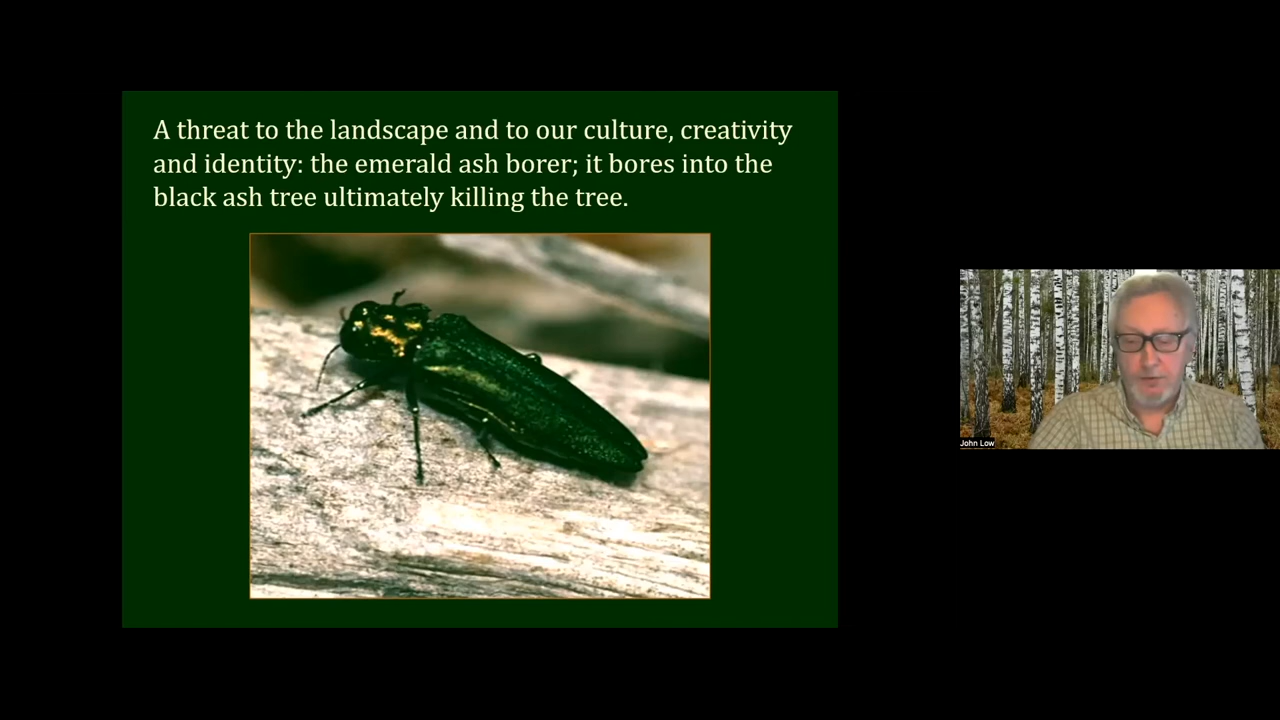 A threat to the landscape and to our culture, creativity
and identity: the emerald ash borer; it bores into the
black ash tree ultimately killing the tree.
John Low